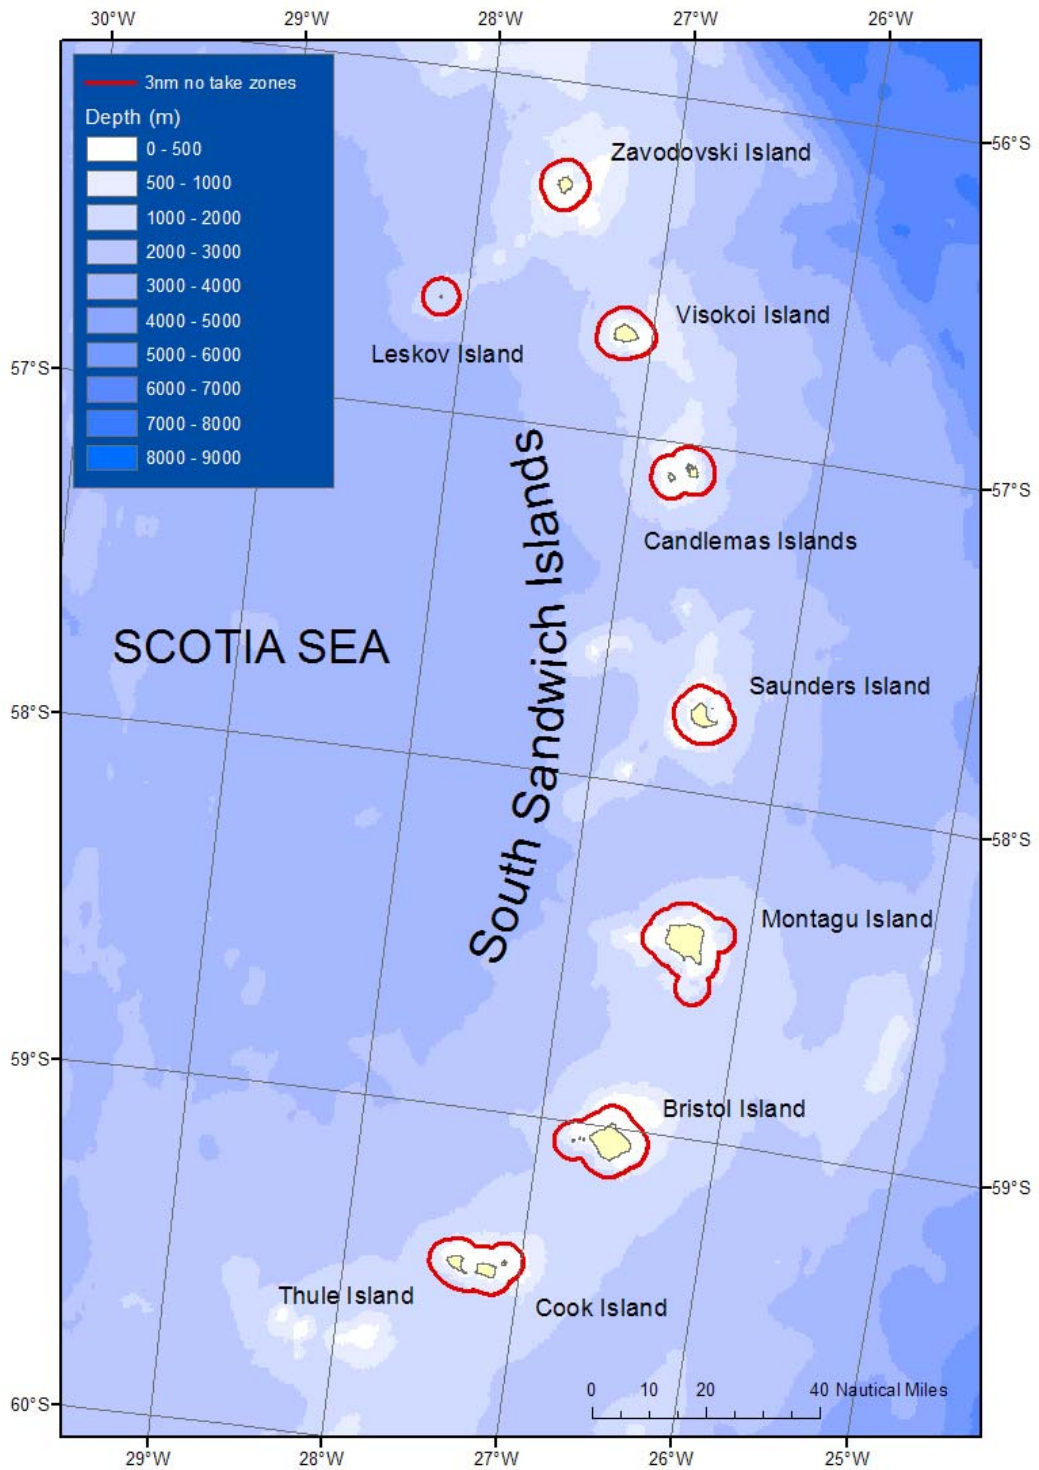 30°W 29°W 28°W 27°W 26°W
3nm no take zones
Depth (m)
0 - 500
500 - 1000
1000 - 2000
2000 - 3000
3000 - 4000
4000 - 5000
5000 - 6000
6000 - 7000
7000 - 8000
8000 - 9000
56°S
Zavodovski Island
Visokoi Island
Leskov Island
57°S
57°S
Candlemas Islands
South Sandwich Islands
SCOTIA SEA
Saunders Island
58°S
58°S
Montagu Island
59°S
Bristol Island
59°S
Thule Island
Cook Island
0 10 20 40 Nautical Miles
60°S
29°W 28°W 27°W 26°W 25°W